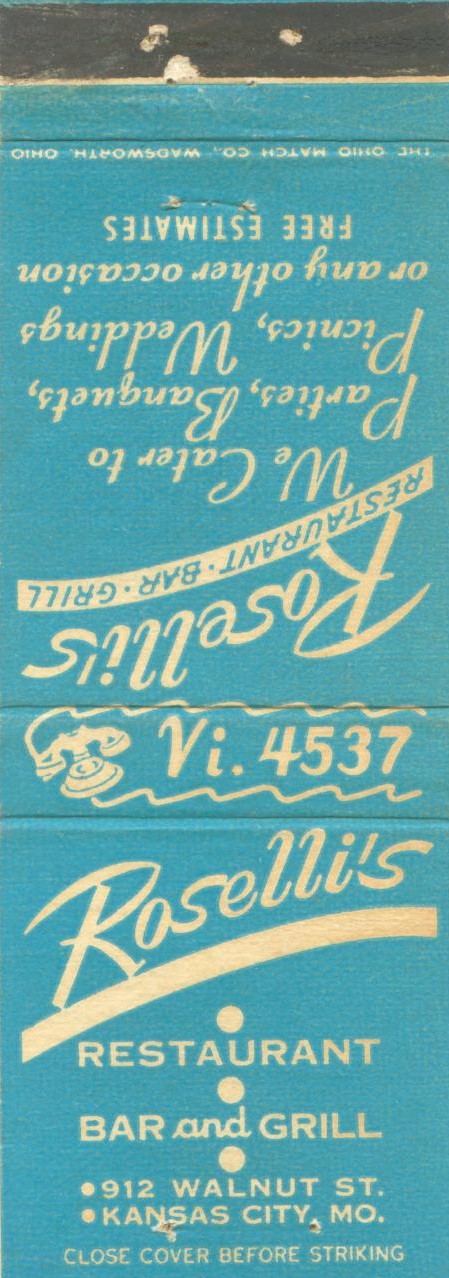 THE OHIO MATCH CO., WADSWORTH, OHIO
FREE ESTIMATES
or any other occasion
Picnics, Weddings
Parties, Banquets,
We Cater to
RESTAURANT • BAR • GRILL
Roselli's
Vi. 4537
Roselli's
RESTAURANT
BAR and GRILL
•912 WALNUT ST.
•KANSAS CITY, MO.
CLOSE COVER BEFORE STRIKING